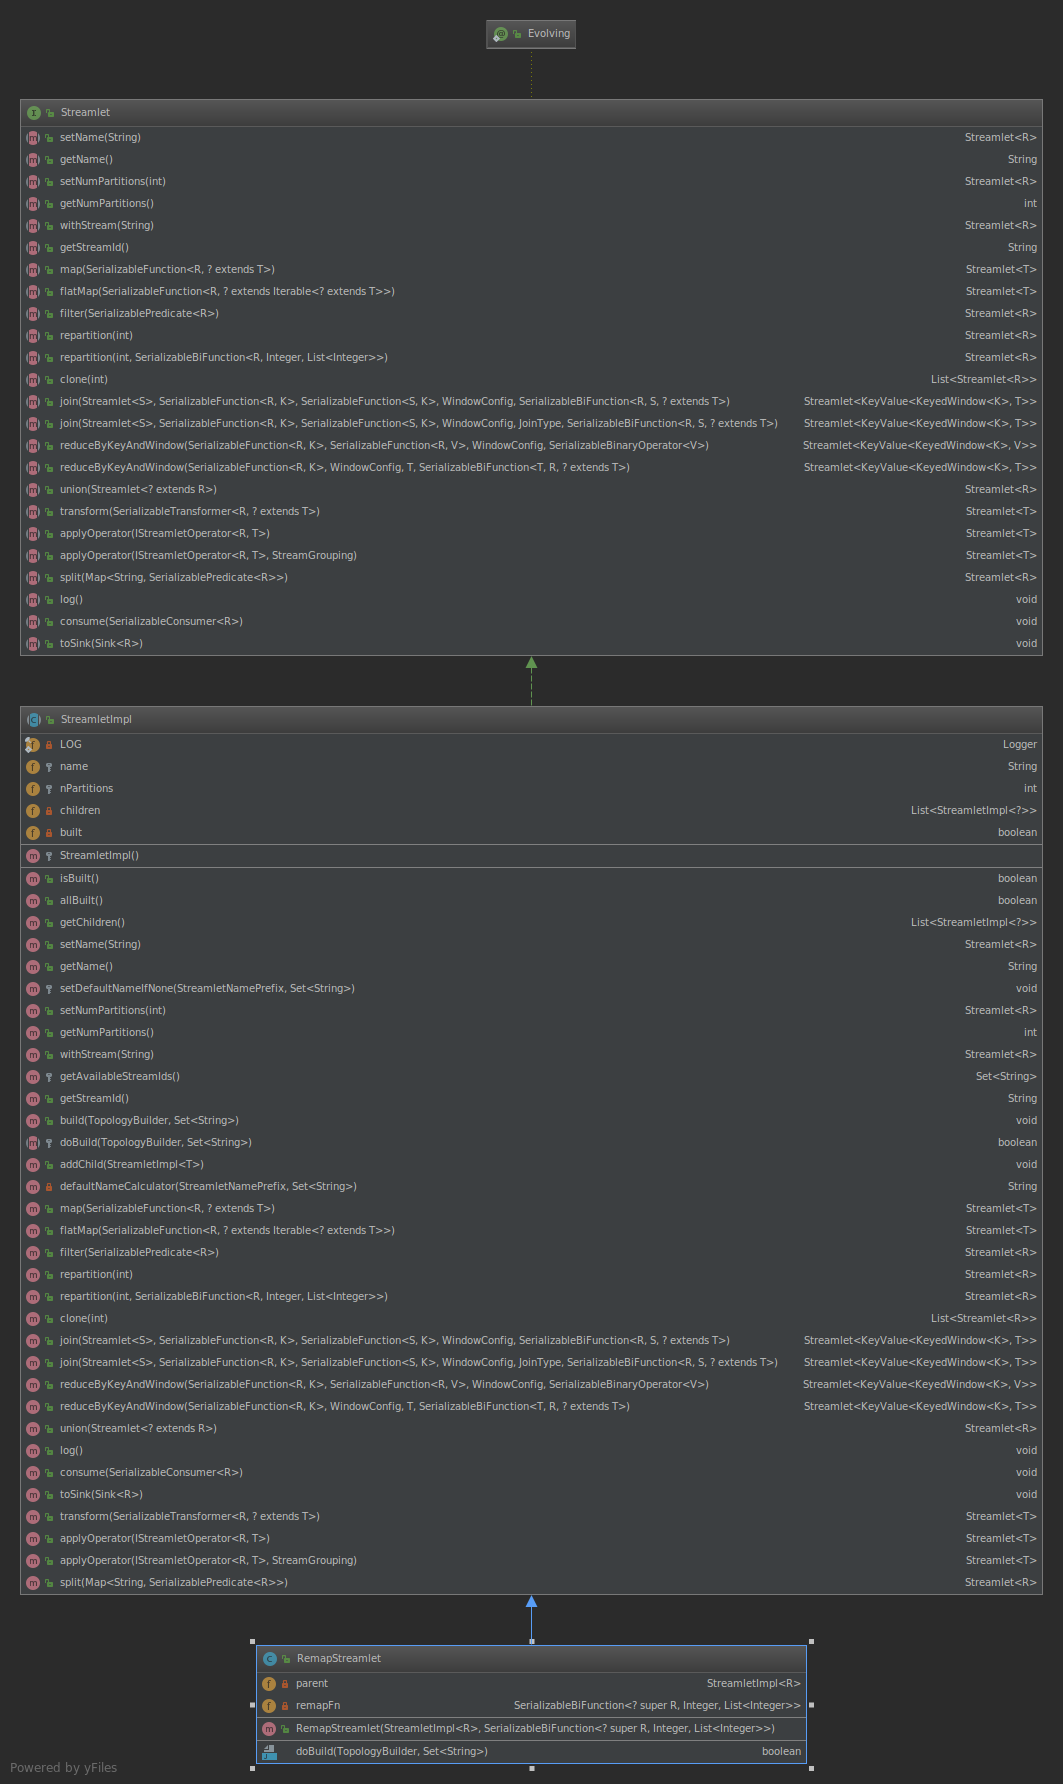 Evolving
Streamlet
setName(String) Streamlet<R>
getName() String
setNumPartitions(int) Streamlet<R>
getNumPartitions() int
withStream(String) Streamlet<R>
getStreamId() String
map(SerializableFunction<R, ? extends T>) Streamlet<T>
flatMap(SerializableFunction<R, ? extends Iterable<? extends T>>) Streamlet<T>
filter(SerializablePredicate<R>) Streamlet<R>
repartition(int) Streamlet<R>
repartition(int, SerializableBiFunction<R, Integer, List<Integer>>) Streamlet<R>
clone(int) List<Streamlet<R>>
join(Streamlet<S>, SerializableFunction<R, K>, SerializableFunction<S, K>, WindowConfig, SerializableBiFunction<R, S, ? extends T>) Streamlet<KeyValue<KeyedWindow<K>, T>>
join(Streamlet<S>, SerializableFunction<R, K>, SerializableFunction<S, K>, WindowConfig, JoinType, SerializableBiFunction<R, S, ? extends T>) Streamlet<KeyValue<KeyedWindow<K>, T>>
reduceByKeyAndWindow(SerializableFunction<R, K>, SerializableFunction<R, V>, WindowConfig, SerializableBinaryOperator<V>) Streamlet<KeyValue<KeyedWindow<K>, V>>
reduceByKeyAndWindow(SerializableFunction<R, K>, WindowConfig, T, SerializableBiFunction<T, R, ? extends T>) Streamlet<KeyValue<KeyedWindow<K>, T>>
union(Streamlet<? extends R>) Streamlet<R>
transform(SerializableTransformer<R, ? extends T>) Streamlet<T>
applyOperator(IStreamletOperator<R, T>) Streamlet<T>
applyOperator(IStreamletOperator<R, T>, StreamGrouping) Streamlet<T>
split(Map<String, SerializablePredicate<R>>) Streamlet<R>
log() void
consume(SerializableConsumer<R>) void
toSink(Sink<R>) void
StreamletImpl
LOG Logger
name String
nPartitions int
children List<StreamletImpl<?>>
built boolean
StreamletImpl()
isBuilt() boolean
allBuilt() boolean
getChildren() List<StreamletImpl<?>>
setName(String) Streamlet<R>
getName() String
setDefaultNameIfNone(StreamletNamePrefix, Set<String>) void
setNumPartitions(int) Streamlet<R>
getNumPartitions() int
withStream(String) Streamlet<R>
getAvailableStreamIds() Set<String>
getStreamId() String
build(TopologyBuilder, Set<String>) void
doBuild(TopologyBuilder, Set<String>) boolean
addChild(StreamletImpl<T>) void
defaultNameCalculator(StreamletNamePrefix, Set<String>) String
map(SerializableFunction<R, ? extends T>) Streamlet<T>
flatMap(SerializableFunction<R, ? extends Iterable<? extends T>>) Streamlet<T>
filter(SerializablePredicate<R>) Streamlet<R>
repartition(int) Streamlet<R>
repartition(int, SerializableBiFunction<R, Integer, List<Integer>>) Streamlet<R>
clone(int) List<Streamlet<R>>
join(Streamlet<S>, SerializableFunction<R, K>, SerializableFunction<S, K>, WindowConfig, SerializableBiFunction<R, S, ? extends T>) Streamlet<KeyValue<KeyedWindow<K>, T>>
join(Streamlet<S>, SerializableFunction<R, K>, SerializableFunction<S, K>, WindowConfig, JoinType, SerializableBiFunction<R, S, ? extends T>) Streamlet<KeyValue<KeyedWindow<K>, T>>
reduceByKeyAndWindow(SerializableFunction<R, K>, SerializableFunction<R, V>, WindowConfig, SerializableBinaryOperator<V>) Streamlet<KeyValue<KeyedWindow<K>, V>>
reduceByKeyAndWindow(SerializableFunction<R, K>, WindowConfig, T, SerializableBiFunction<T, R, ? extends T>) Streamlet<KeyValue<KeyedWindow<K>, T>>
union(Streamlet<? extends R>) Streamlet<R>
log() void
consume(SerializableConsumer<R>) void
toSink(Sink<R>) void
transform(SerializableTransformer<R, ? extends T>) Streamlet<T>
applyOperator(IStreamletOperator<R, T>) Streamlet<T>
applyOperator(IStreamletOperator<R, T>, StreamGrouping) Streamlet<T>
split(Map<String, SerializablePredicate<R>>) Streamlet<R>
RemapStreamlet
parent StreamletImpl<R>
remapFn SerializableBiFunction<? super R, Integer, List<Integer>>
RemapStreamlet(StreamletImpl<R>, SerializableBiFunction<? super R, Integer, List<Integer>>)
doBuild(TopologyBuilder, Set<String>) boolean
Powered by yFiles